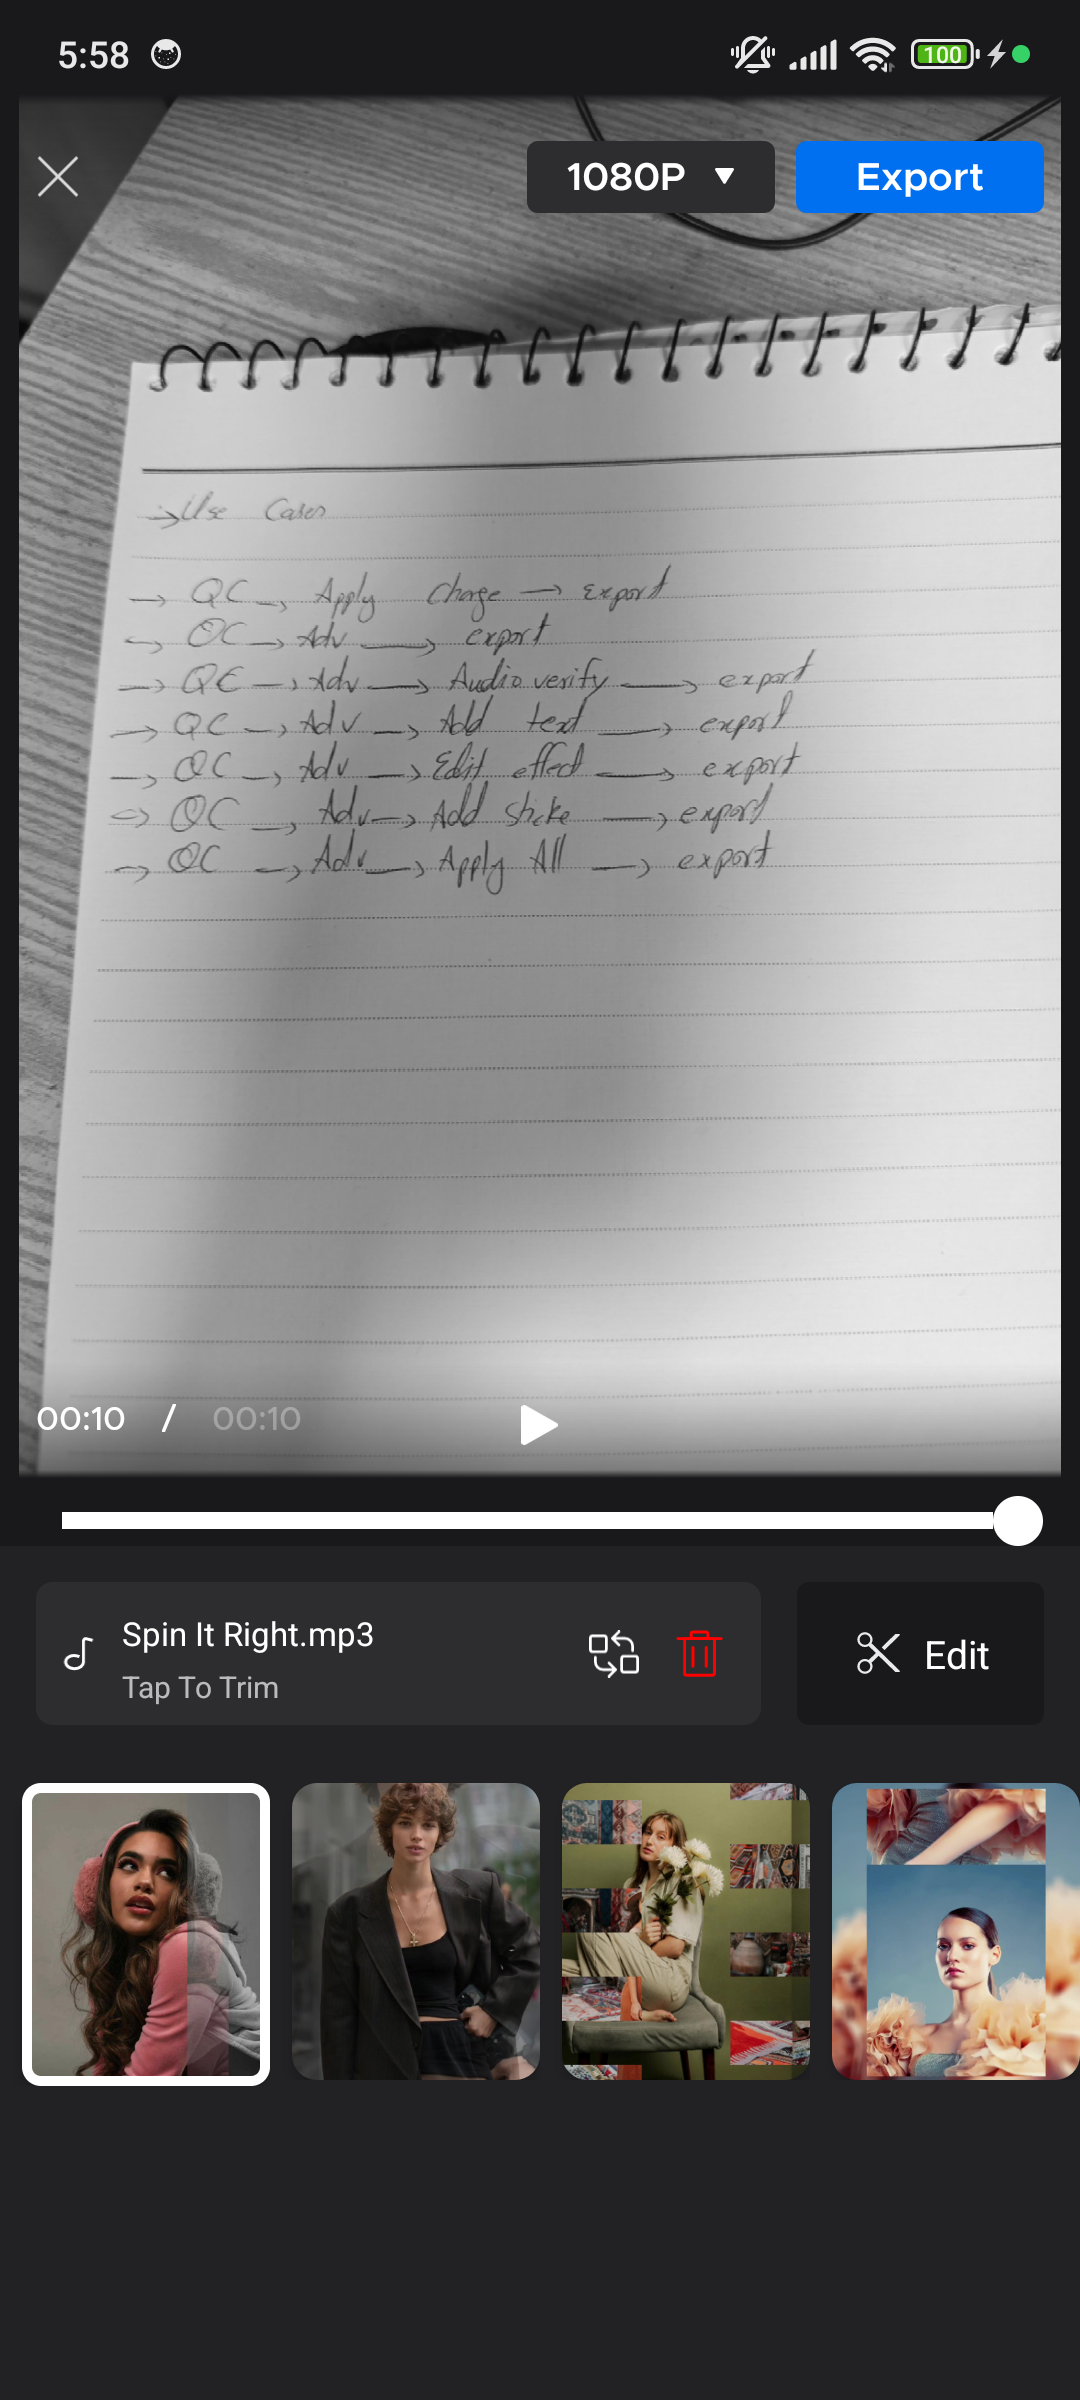 5:58
100
1080P
Export
→ Use Cases
→ QC → Apply Change → Export
→ QC → Adv → export
→ QC → Adv → Audio verify → export
→ QC → Adv → Add text → export
→ QC → Adv → Edit effect → export
→ QC → Adv → Add sticke → export
→ QC → Adv → Apply All → export
00:10 / 00:10
Spin It Right.mp3
Tap To Trim
Edit